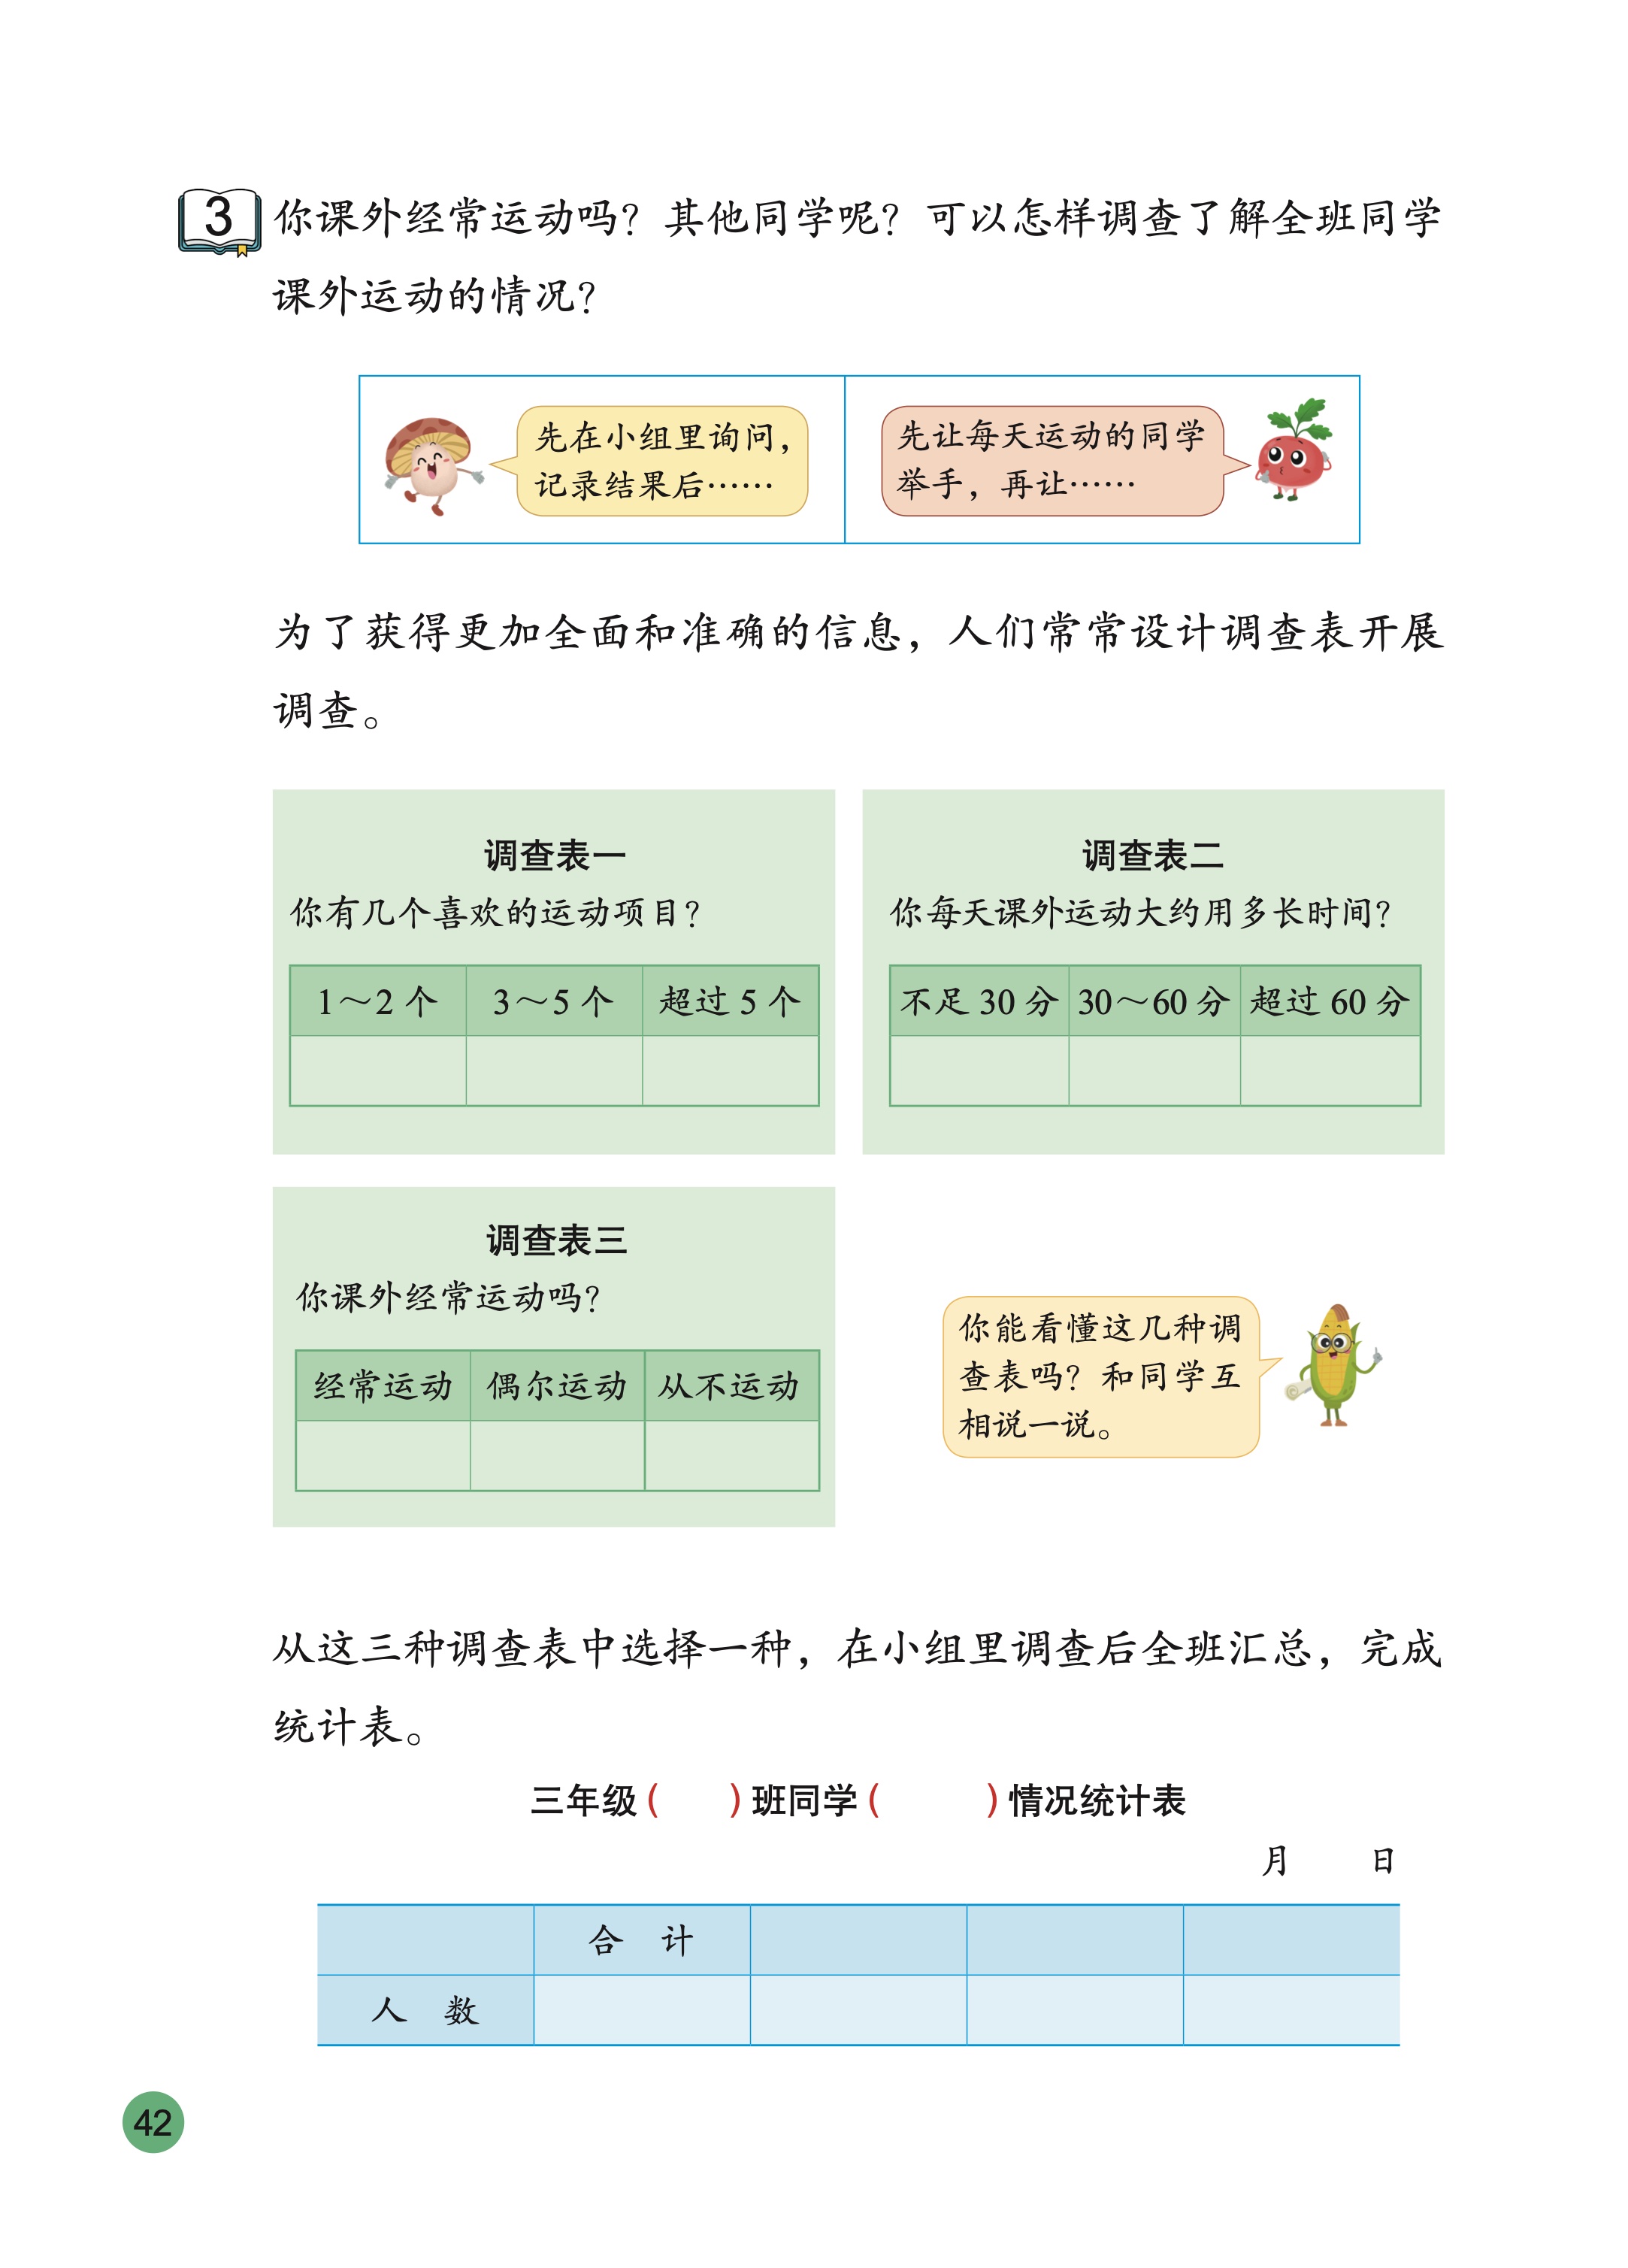 3
你课外经常运动吗？其他同学呢？可以怎样调查了解全班同学
课外运动的情况？
先在小组里询问，
记录结果后……
先让每天运动的同学
举手，再让……
为了获得更加全面和准确的信息，人们常常设计调查表开展
调查。
调查表一
你有几个喜欢的运动项目？
1～2 个 3～5 个 超过 5 个
调查表二
你每天课外运动大约用多长时间？
不足 30 分 30～60 分 超过 60 分
调查表三
你课外经常运动吗？
经常运动 偶尔运动 从不运动
你能看懂这几种调
查表吗？和同学互
相说一说。
从这三种调查表中选择一种，在小组里调查后全班汇总，完成
统计表。
三年级（ ）班同学（ ）情况统计表
月 日
合 计
人 数
42